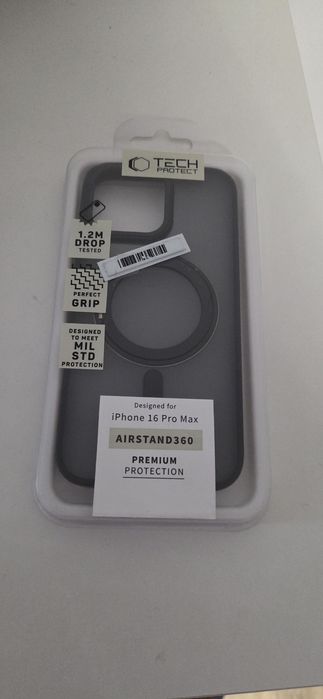 TECH
PROTECT
1.2M
DROP
TESTED
PERFECT
GRIP
DESIGNED
TO MEET
MIL
STD
PROTECTION
Designed for
iPhone 16 Pro Max
AIRSTAND360
PREMIUM
PROTECTION